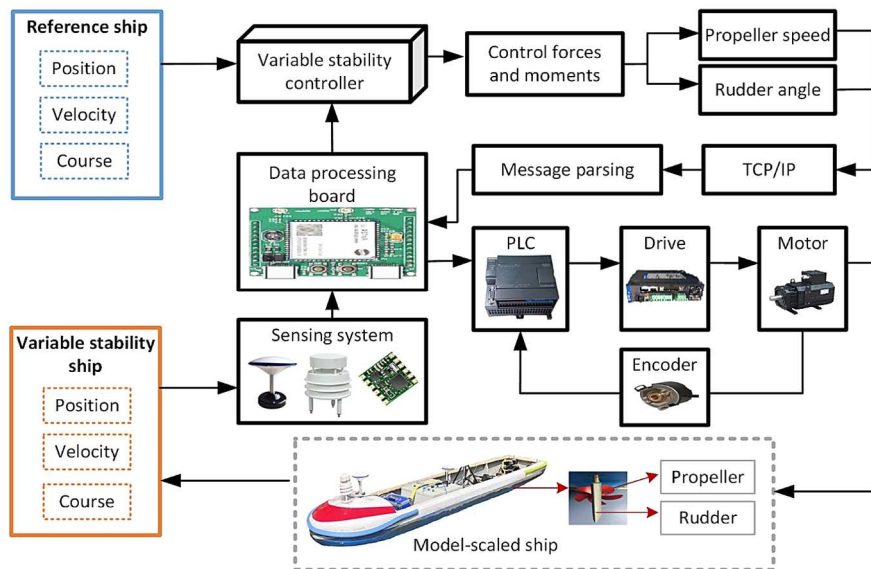 Reference ship
Position
Velocity
Course
Variable stability
controller
Control forces
and moments
Propeller speed
Rudder angle
Data processing
board
Message parsing
TCP/IP
PLC
Drive
Motor
Sensing system
Encoder
Variable stability
ship
Position
Velocity
Course
Propeller
Rudder
Model-scaled ship